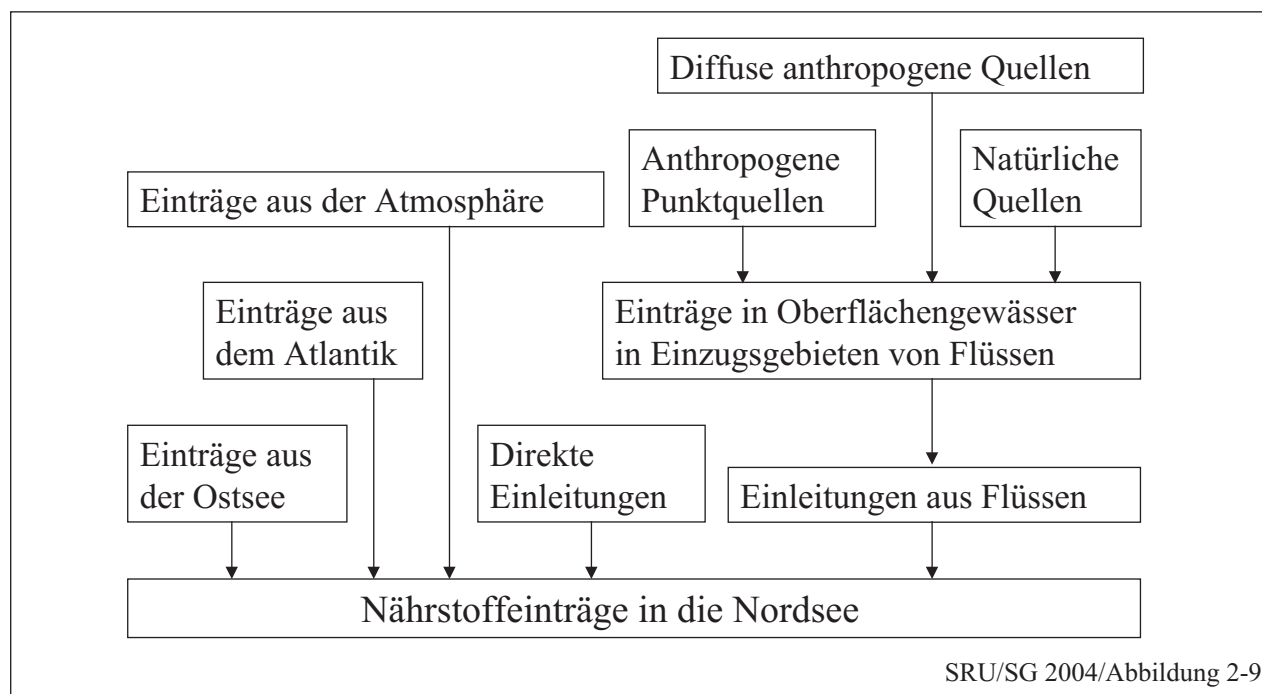 Diffuse anthropogene Quellen
Anthropogene
Punktquellen
Natürliche
Quellen
Einträge aus der Atmosphäre
Einträge aus
dem Atlantik
Einträge in Oberflächengewässer
in Einzugsgebieten von Flüssen
Einträge aus
der Ostsee
Direkte
Einleitungen
Einleitungen aus Flüssen
Nährstoffeinträge in die Nordsee
SRU/SG 2004/Abbildung 2-9